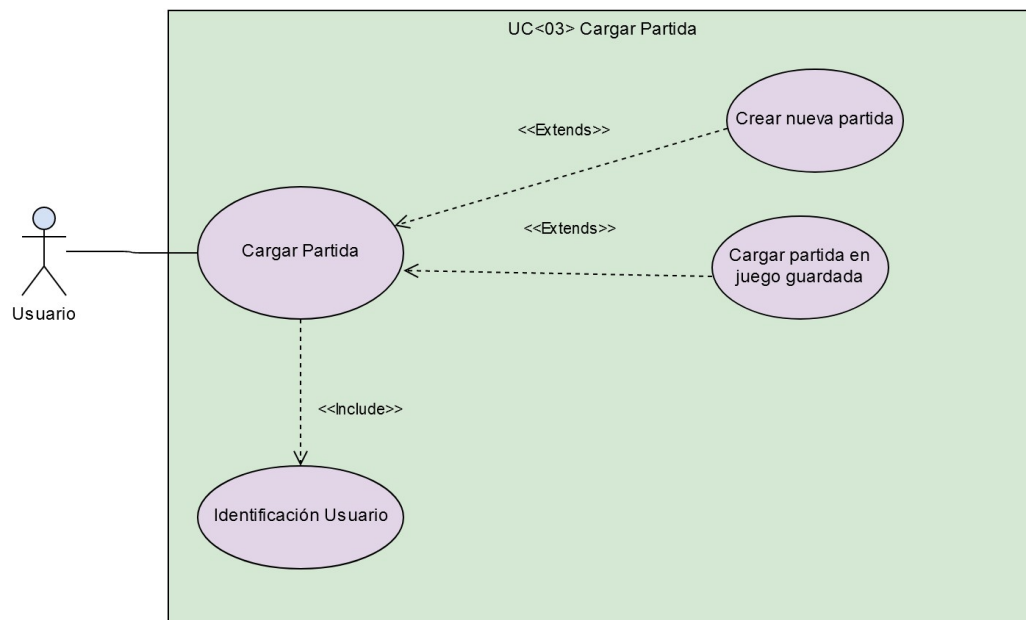 UC<03> Cargar Partida
Crear nueva partida
<<Extends>>
<<Extends>>
Cargar Partida
Cargar partida en
juego guardada
Usuario
<<Include>>
Identificación Usuario